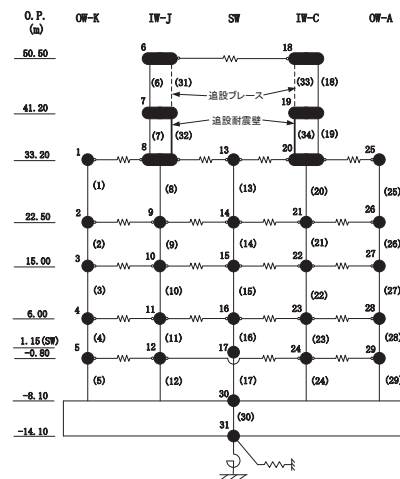 O.P. OW-K IW-J SW IW-C OW-A
(m)
6 18
50.50
(6) (31) (33) (18)
追設ブレース
7 19
41.20
追設耐震壁
(7) (32) (34) (19)
33.20 1 8 13 20 25
(1) (8) (13) (20) (25)
22.50 2 9 14 21 26
(2) (9) (14) (21) (26)
15.00 3 10 15 22 27
(3) (10) (15) (22) (27)
6.00 4 11 16 23 28
1.15(SW) (4) (11) (16) (23) (28)
-0.80 5 12 17 24 29
(5) (12) (17) (24) (29)
-8.10 30
(30)
-14.10 31